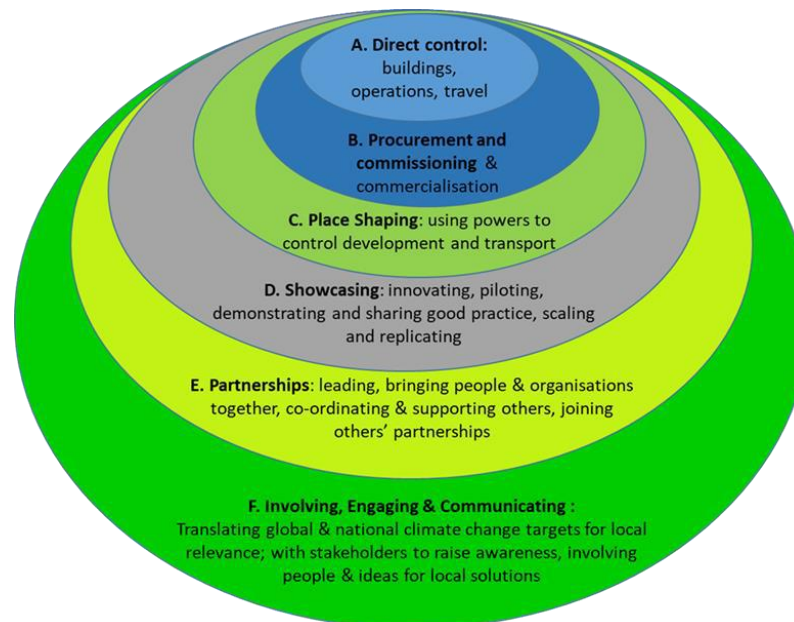 A. Direct control:
buildings,
operations, travel
B. Procurement and
commissioning &
commercialisation
C. Place Shaping: using powers to
control development and transport
D. Showcasing: innovating, piloting,
demonstrating and sharing good practice, scaling
and replicating
E. Partnerships: leading, bringing people & organisations
together, co-ordinating & supporting others, joining
others’ partnerships
F. Involving, Engaging & Communicating :
Translating global & national climate change targets for local
relevance; with stakeholders to raise awareness, involving
people & ideas for local solutions